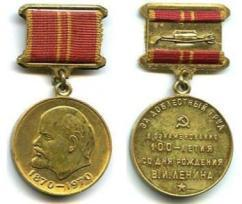 1870-1970
ЗА ДОБЛЕСТНЫЙ ТРУД
В ОЗНАМЕНОВАНИЕ
100-ЛЕТИЯ
СО ДНЯ РОЖДЕНИЯ
В.И.ЛЕНИНА